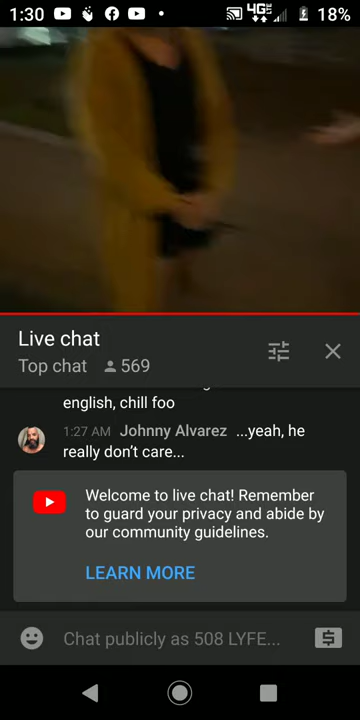 1:30 4G LTE 18%
Live chat
Top chat 569
english, chill foo
1:27 AM Johnny Alvarez ...yeah, he
really don't care...
Welcome to live chat! Remember
to guard your privacy and abide by
our community guidelines.
LEARN MORE
Chat publicly as 508 LYFE...